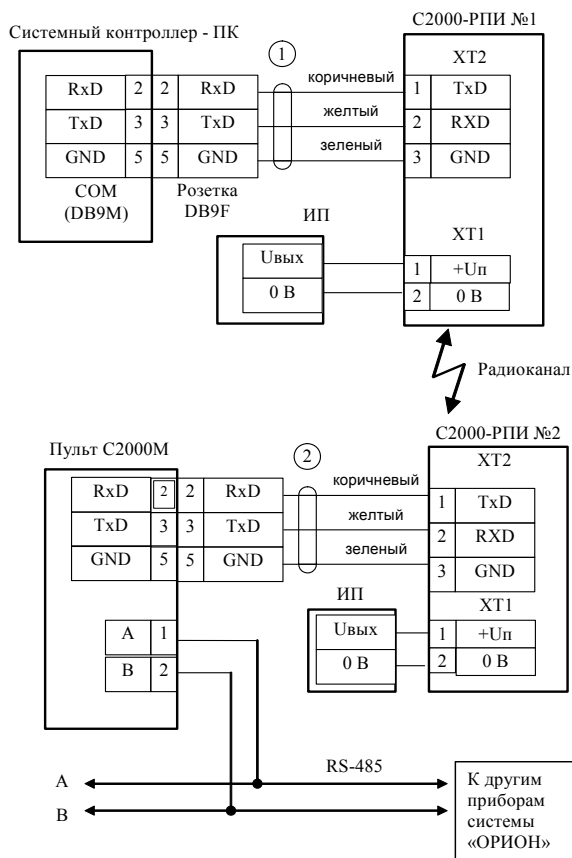 С2000-РПИ №1
Системный контроллер - ПК
1
XT2
коричневый
RxD 2 2 RxD 1 TxD
желтый
TxD 3 3 TxD 2 RXD
зеленый
GND 5 5 GND 3 GND
COM
(DB9M)
Розетка
DB9F
ИП
XT1
Uвых 1 +Uп
0 В 2 0 В
Радиоканал
С2000-РПИ №2
Пульт С2000М
2
XT2
коричневый
RxD 2 2 RxD 1 TxD
желтый
TxD 3 3 TxD 2 RXD
зеленый
GND 5 5 GND 3 GND
ИП
XT1
A 1
Uвых 1 +Uп
B 2
0 В 2 0 В
RS-485
A
B
К другим
приборам
системы
«ОРИОН»